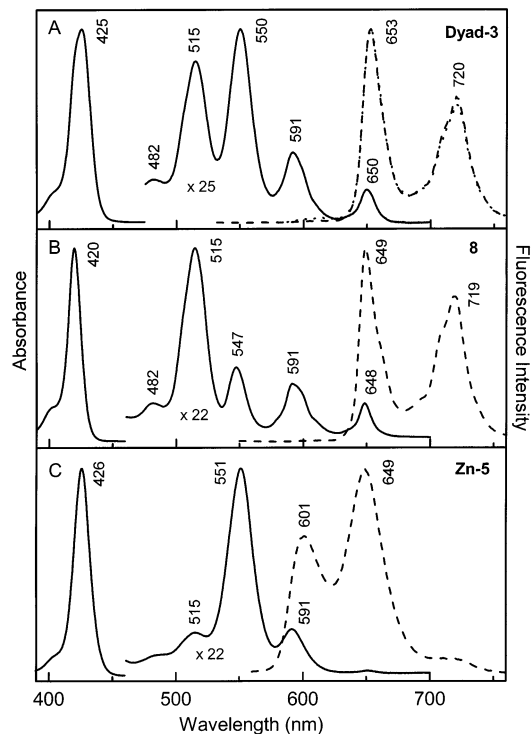 A
Dyad-3
425
482
515
x 25
550
591
653
650
720
B
8
420
482
515
x 22
547
591
649
648
719
C
Zn-5
426
515
x 22
551
591
601
649
Absorbance
Fluorescence Intensity
400 500 600 700
Wavelength (nm)